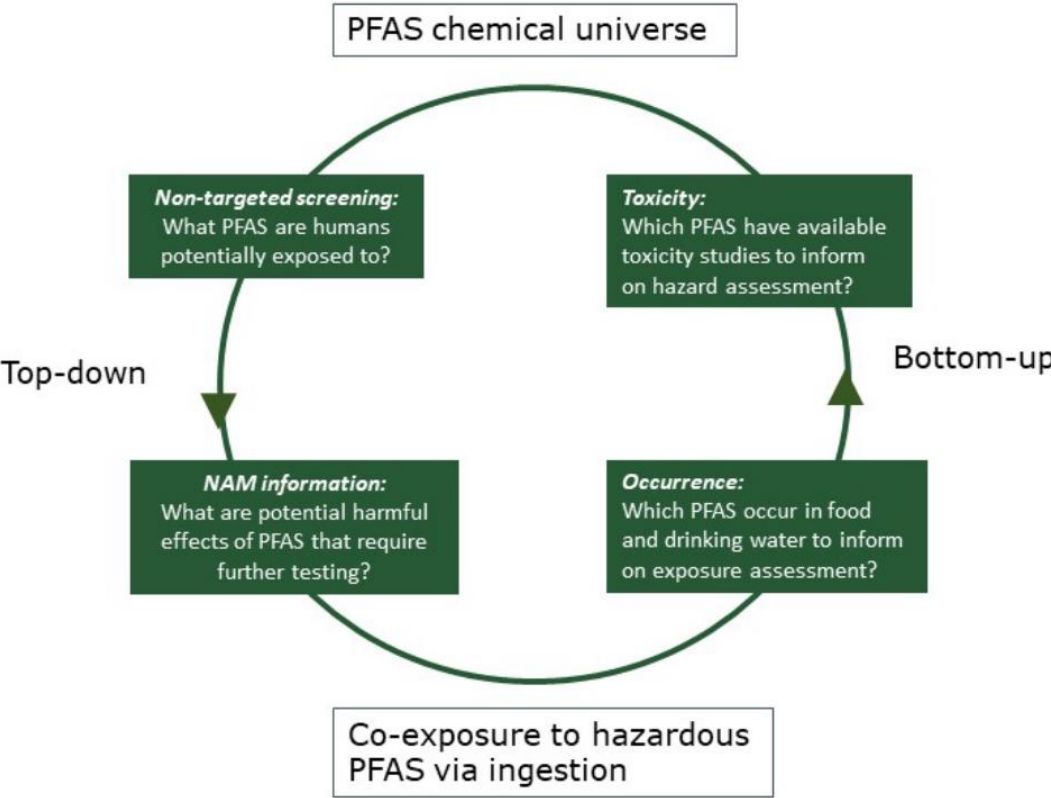 PFAS chemical universe
Non-targeted screening:
What PFAS are humans
potentially exposed to?
Toxicity:
Which PFAS have available
toxicity studies to inform
on hazard assessment?
Top-down
Bottom-up
NAM information:
What are potential harmful
effects of PFAS that require
further testing?
Occurrence:
Which PFAS occur in food
and drinking water to inform
on exposure assessment?
Co-exposure to hazardous
PFAS via ingestion